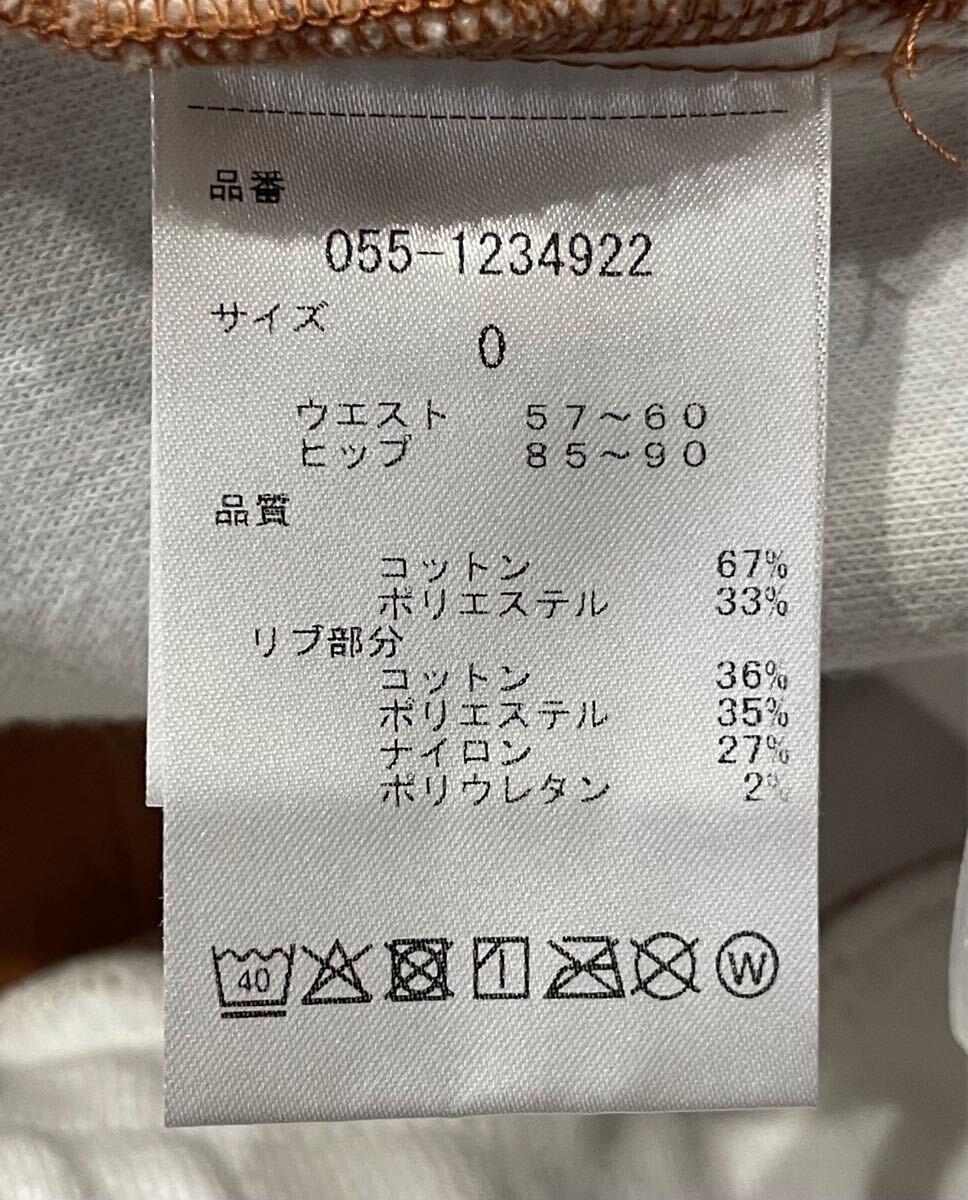 品番
055-1234922
サイズ
0
ウエスト 57～60
ヒップ 85～90
品質
コットン 67%
ポリエステル 33%
リブ部分
コットン 36%
ポリエステル 35%
ナイロン 27%
ポリウレタン 2%
40 W